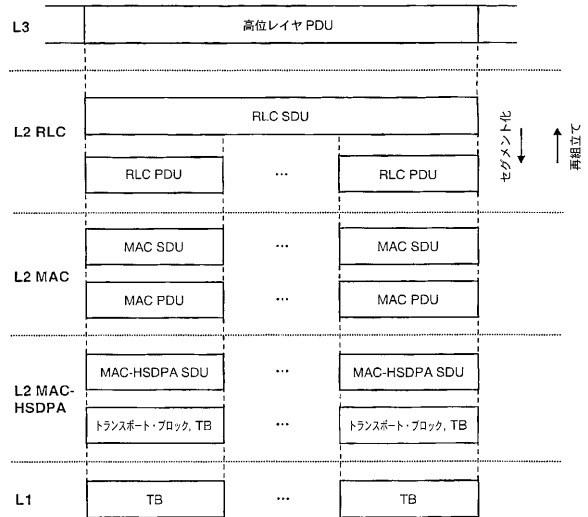 L3
高位レイヤ PDU
L2 RLC
RLC SDU
RLC PDU
...
RLC PDU
セグメント化
再組立て
L2 MAC
MAC SDU
...
MAC SDU
MAC PDU
...
MAC PDU
L2 MAC-
HSDPA
MAC-HSDPA SDU
...
MAC-HSDPA SDU
トランスポート・ブロック, TB
...
トランスポート・ブロック, TB
L1
TB
...
TB